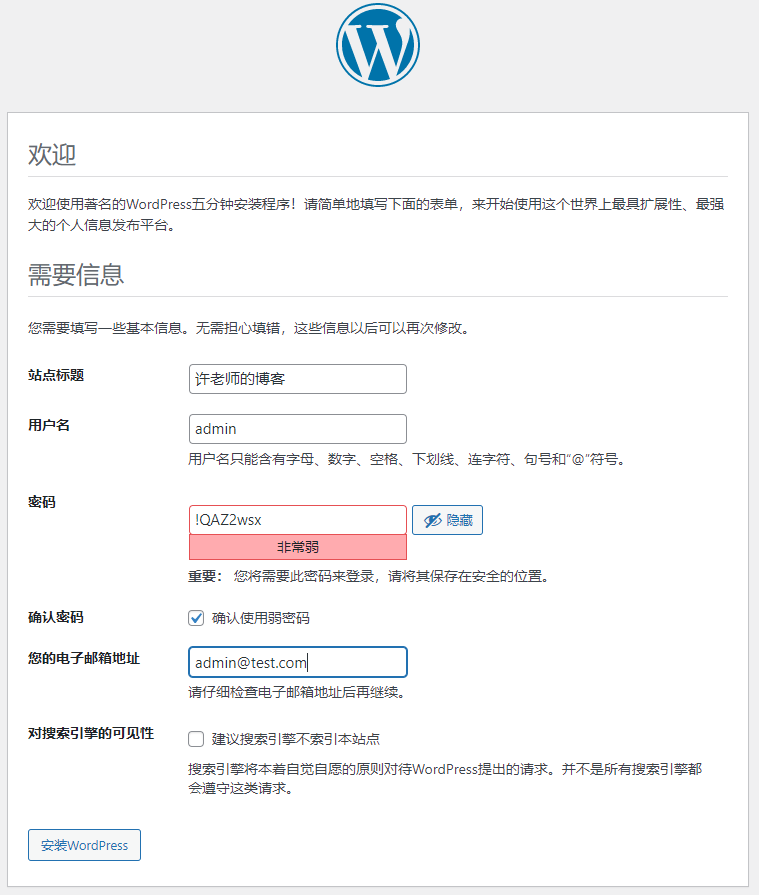 欢迎
欢迎使用著名的WordPress五分钟安装程序！请简单地填写下面的表单，来开始使用这个世界上最具扩展性、最强
大的个人信息发布平台。
需要信息
您需要填写一些基本信息。无需担心填错，这些信息以后可以再次修改。
站点标题
许老师的博客
用户名
admin
用户名只能含有字母、数字、空格、下划线、连字符、句号和“@”符号。
密码
!QAZ2wsx
隐藏
非常弱
重要： 您将需要此密码来登录，请将其保存在安全的位置。
确认密码
确认使用弱密码
您的电子邮箱地址
admin@test.com
请仔细检查电子邮箱地址后再继续。
对搜索引擎的可见性
建议搜索引擎不索引本站点
搜索引擎将本着自觉自愿的原则对待WordPress提出的请求。并不是所有搜索引擎都
会遵守这类请求。
安装WordPress